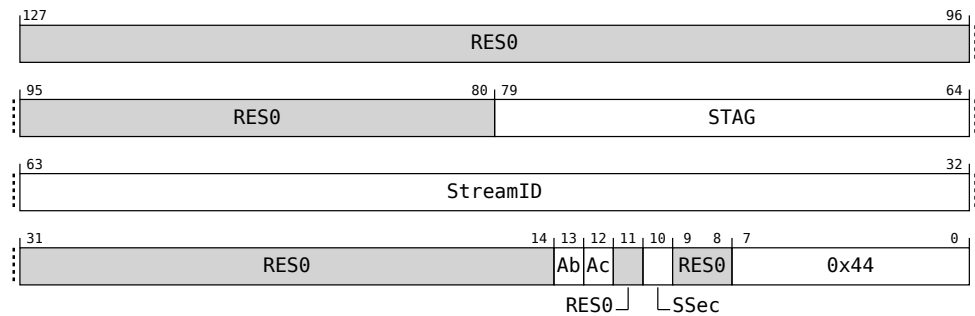 127 96
RES0
95 80 79 64
RES0 STAG
63 32
StreamID
31 14 13 12 11 10 9 8 7 0
RES0 Ab Ac RES0 0x44
RES0 SSec